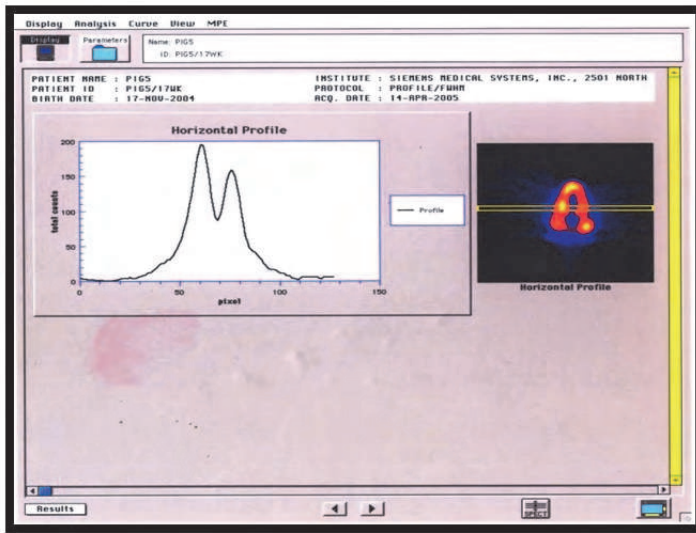 Display Analysis Curve View MPE
Display Parameters
Name: PIG5
ID: PIG5/17WK
PATIENT NAME : PIG5
PATIENT ID : PIG5/17WK
BIRTH DATE : 17-NOV-2004
INSTITUTE : SIEMENS MEDICAL SYSTEMS, INC., 2501 NORTH
PROTOCOL : PROFILE/FWHM
ACQ. DATE : 14-APR-2005
Horizontal Profile
total counts
200
150
100
50
0
0 50 100 150
pixel
Profile
Horizontal Profile
Results
SPECT